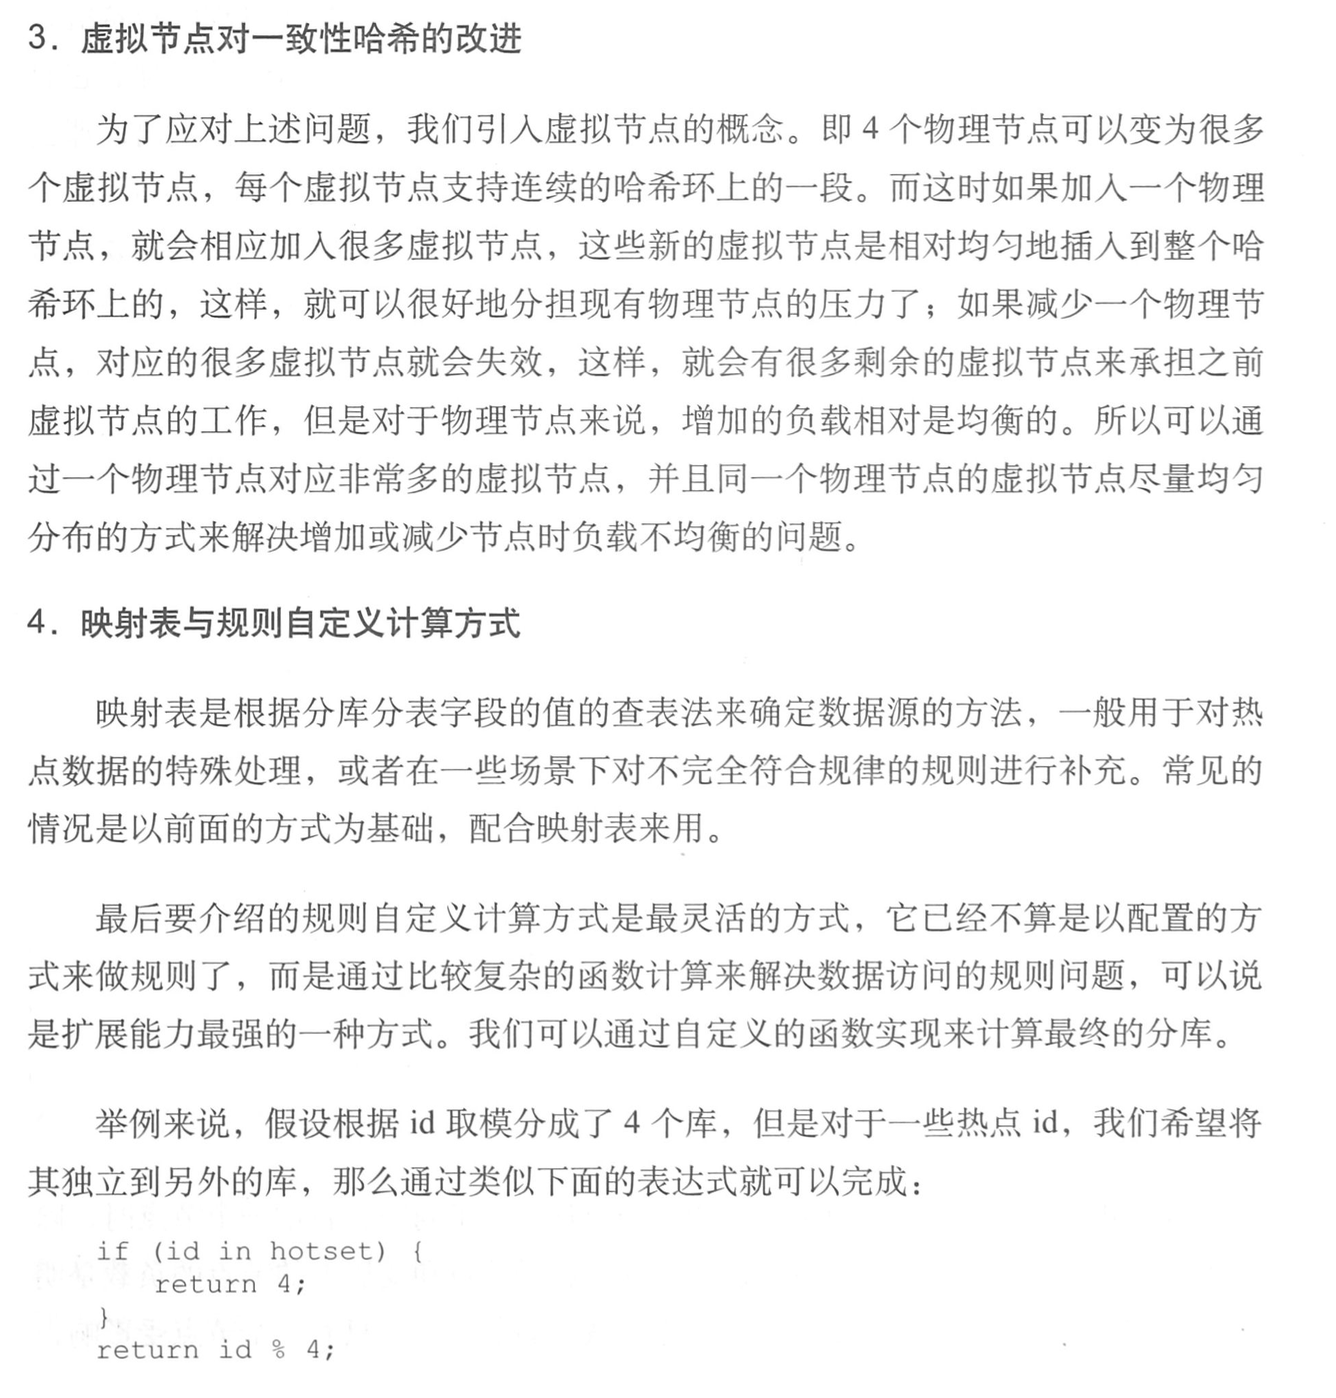 3. 虚拟节点对一致性哈希的改进
为了应对上述问题，我们引入虚拟节点的概念。即 4 个物理节点可以变为很多
个虚拟节点，每个虚拟节点支持连续的哈希环上的一段。而这时如果加入一个物理
节点，就会相应加入很多虚拟节点，这些新的虚拟节点是相对均匀地插入到整个哈
希环上的，这样，就可以很好地分担现有物理节点的压力了；如果减少一个物理节
点，对应的很多虚拟节点就会失效，这样，就会有很多剩余的虚拟节点来承担之前
虚拟节点的工作，但是对于物理节点来说，增加的负载相对是均衡的。所以可以通
过一个物理节点对应非常多的虚拟节点，并且同一个物理节点的虚拟节点尽量均匀
分布的方式来解决增加或减少节点时负载不均衡的问题。
4. 映射表与规则自定义计算方式
映射表是根据分库分表字段的值的查表法来确定数据源的方法，一般用于对热
点数据的特殊处理，或者在一些场景下对不完全符合规律的规则进行补充。常见的
情况是以前面的方式为基础，配合映射表来用。
最后要介绍的规则自定义计算方式是最灵活的方式，它已经不算是以配置的方
式来做规则了，而是通过比较复杂的函数计算来解决数据访问的规则问题，可以说
是扩展能力最强的一种方式。我们可以通过自定义的函数实现来计算最终的分库。
举例来说，假设根据 id 取模分成了 4 个库，但是对于一些热点 id，我们希望将
其独立到另外的库，那么通过类似下面的表达式就可以完成：
if (id in hotset) {
return 4;
}
return id % 4;